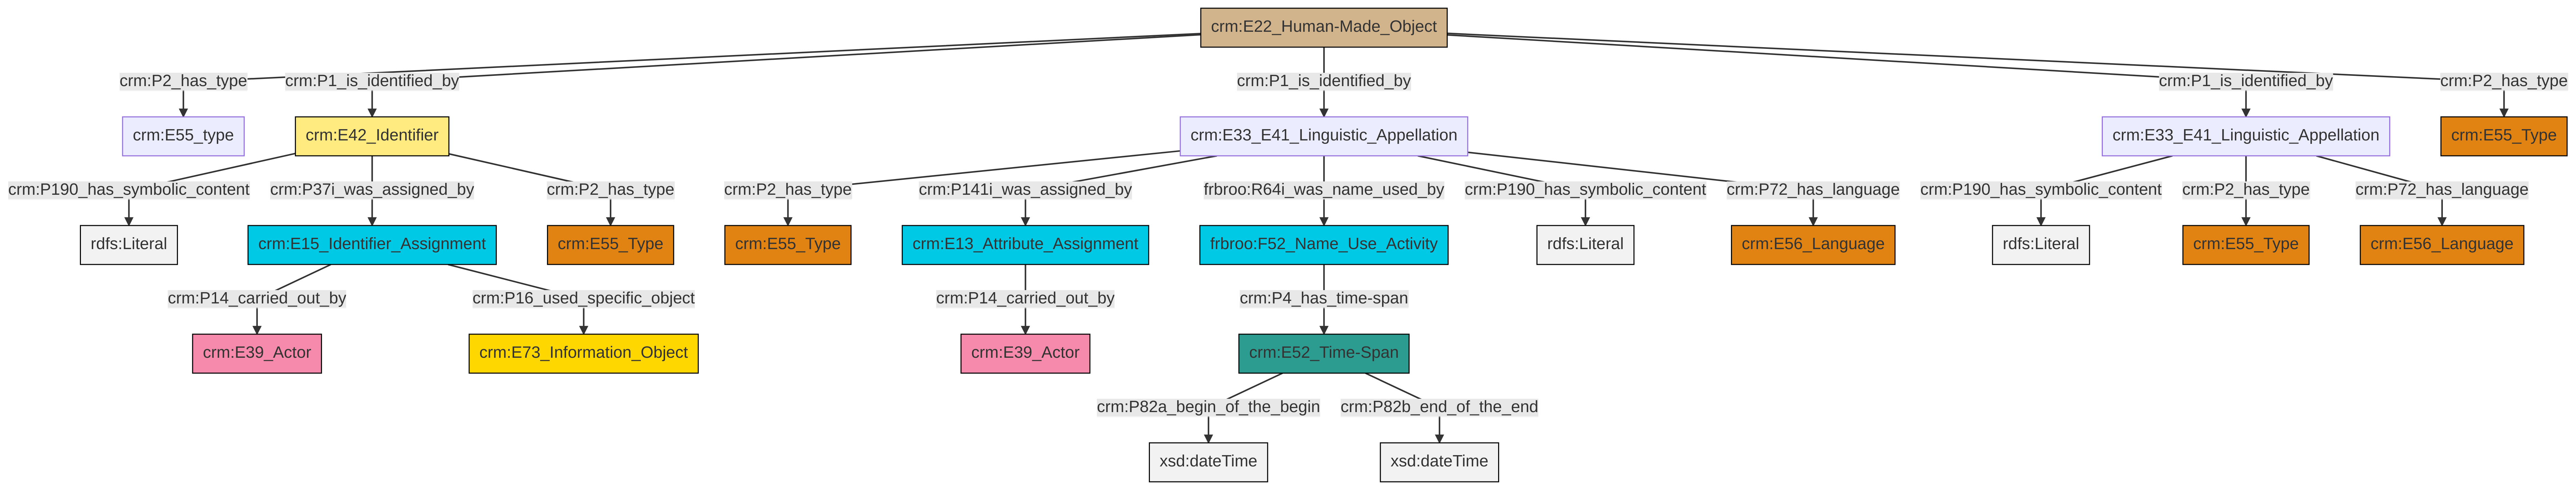 crm:E22_Human-Made_Object
crm:P2_has_type
crm:P1_is_identified_by
crm:P1_is_identified_by
crm:P1_is_identified_by
crm:P2_has_type
crm:E55_type
crm:E42_Identifier
crm:E33_E41_Linguistic_Appellation
crm:E33_E41_Linguistic_Appellation
crm:E55_Type
crm:P190_has_symbolic_content
crm:P37i_was_assigned_by
crm:P2_has_type
crm:P2_has_type
crm:P141i_was_assigned_by
frbroo:R64i_was_name_used_by
crm:P190_has_symbolic_content
crm:P72_has_language
crm:P190_has_symbolic_content
crm:P2_has_type
crm:P72_has_language
rdfs:Literal
crm:E15_Identifier_Assignment
crm:E55_Type
crm:E55_Type
crm:E13_Attribute_Assignment
frbroo:F52_Name_Use_Activity
rdfs:Literal
crm:E56_Language
rdfs:Literal
crm:E55_Type
crm:E56_Language
crm:P14_carried_out_by
crm:P16_used_specific_object
crm:P14_carried_out_by
crm:P4_has_time-span
crm:E39_Actor
crm:E73_Information_Object
crm:E39_Actor
crm:E52_Time-Span
crm:P82a_begin_of_the_begin
crm:P82b_end_of_the_end
xsd:dateTime
xsd:dateTime